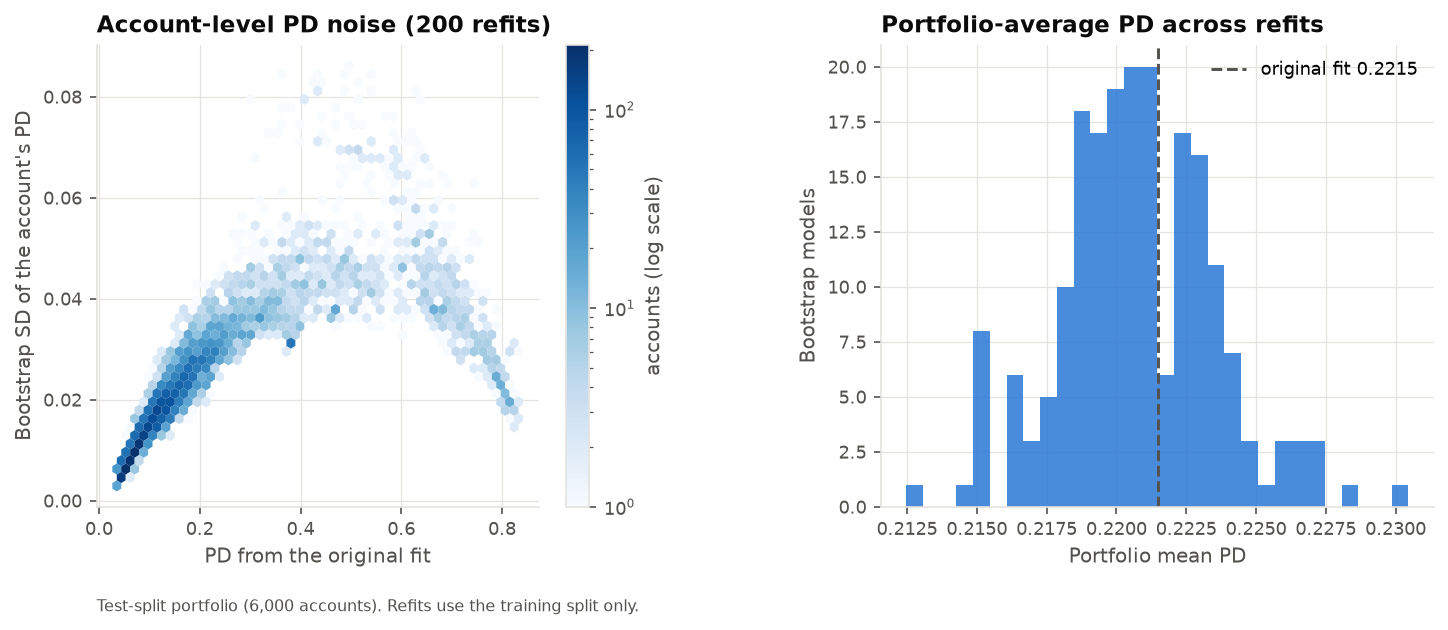 Account-level PD noise (200 refits)
Bootstrap SD of the account's PD
0.08
0.06
0.04
0.02
0.00
0.0 0.2 0.4 0.6 0.8
PD from the original fit
10²
10¹
10⁰
accounts (log scale)
Portfolio-average PD across refits
original fit 0.2215
Bootstrap models
20.0
17.5
15.0
12.5
10.0
7.5
5.0
2.5
0.0
0.2125 0.2150 0.2175 0.2200 0.2225 0.2250 0.2275 0.2300
Portfolio mean PD
Test-split portfolio (6,000 accounts). Refits use the training split only.